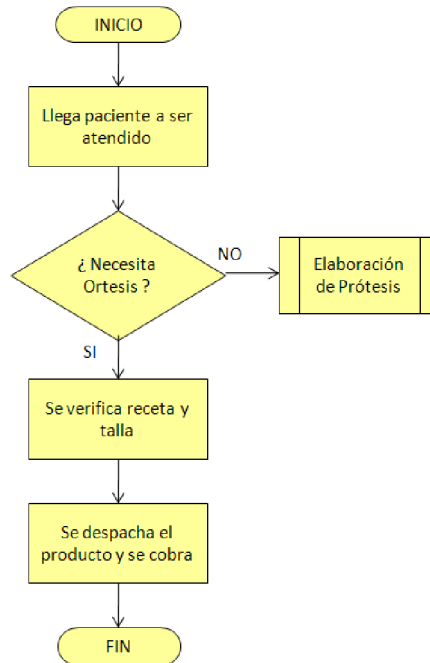 INICIO
Llega paciente a ser
atendido
¿ Necesita
Ortesis ?
NO
Elaboración
de Prótesis
SI
Se verifica receta y
talla
Se despacha el
producto y se cobra
FIN